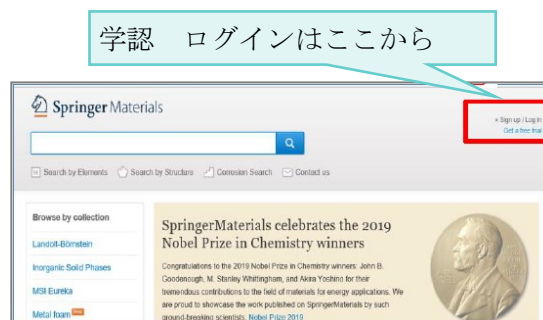 学認　ログインはここから
Springer Materials
» Sign up / Log in
Get a free trial
Search by Elements Search by Structure Corrosion Search Contact us
Browse by collection
Landolt-Börnstein
Inorganic Solid Phases
MSI Eureka
Metal foam
SpringerMaterials celebrates the 2019
Nobel Prize in Chemistry winners
Congratulations to the 2019 Nobel Prize in Chemistry winners: John B.
Goodenough, M. Stanley Whittingham, and Akira Yoshino for their
tremendous contributions to the field of materials for energy applications. We
are proud to showcase the work published on SpringerMaterials by such
ground-breaking scientists. Nobel Prize 2019